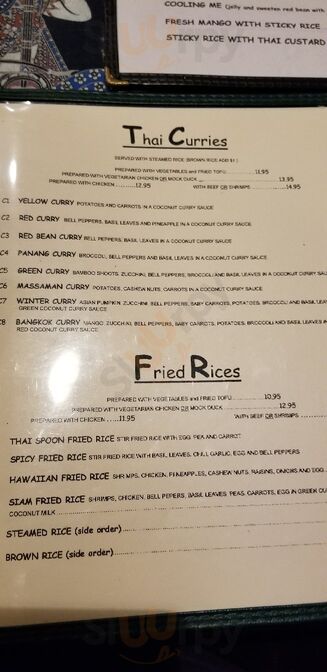 COOLING ME (jelly and sweeten red bean with
FRESH MANGO WITH STICKY RICE
STICKY RICE WITH THAI CUSTARD
Thai Curries
SERVED WITH STEAMED RICE (BROWN RICE ADD $1)
PREPARED WITH VEGETABLES and FRIED TOFU..............11.95
PREPARED WITH VEGETARIAN CHICKEN OR MOCK DUCK.............13.95
PREPARED WITH CHICKEN..........12.95 WITH BEEF OR SHRIMPS..............14.95
C1 YELLOW CURRY POTATOES AND CARROTS IN A COCONUT CURRY SAUCE
C2 RED CURRY BELL PEPPERS, BASIL LEAVES AND PINEAPPLE IN A COCONUT CURRY SAUCE
C3 RED BEAN CURRY BELL PEPPERS, BASIL LEAVES IN A COCONUT CURRY SAUCE
C4 PANANG CURRY BROCCOLI, BELL PEPPERS AND BASIL LEAVES IN A COCONUT CURRY SAUCE
C5 GREEN CURRY BAMBOO SHOOTS, ZUCCHINI, BELL PEPPERS, BROCCOLI AND BASIL LEAVES IN A COCONUT CURRY
C6 MASSAMAN CURRY POTATOES, CASHEW NUTS, CARROTS IN A COCONUT CURRY SAUCE
C7 WINTER CURRY ASIAN PUMPKIN, ZUCCHINI, BELL PEPPERS, BABY CARROTS, POTATOES, BROCCOLI AND BASIL
GREEN COCONUT CURRY SAUCE
C8 BANGKOK CURRY MANGO, ZUCCHINI, BELL PEPPERS, BABY CARROTS, POTATOES, BROCCOLI AND BASIL LEAVES
RED COCONUT CURRY SAUCE
Fried Rices
PREPARED WITH VEGETABLES and FRIED TOFU..............10.95
PREPARED WITH VEGETARIAN CHICKEN OR MOCK DUCK..............12.95
PREPARED WITH CHICKEN..........11.95 WITH BEEF OR SHRIMPS..........
THAI SPOON FRIED RICE STIR FRIED RICE WITH EGG, PEA AND CARROT
SPICY FRIED RICE STIR FRIED RICE WITH BASIL LEAVES, CHILI, GARLIC, EGG AND BELL PEPPERS
HAWAIIAN FRIED RICE SHRIMPS, CHICKEN, PINEAPPLES, CASHEW NUTS, RAISINS, ONIONS AND EGG
SIAM FRIED RICE SHRIMPS, CHICKEN, BELL PEPERS, BASIL LEAVES, PEAS, CARROTS, EGG IN GREEN
COCONUT MILK..........
STEAMED RICE (side order)..........
BROWN RICE (side order)..........